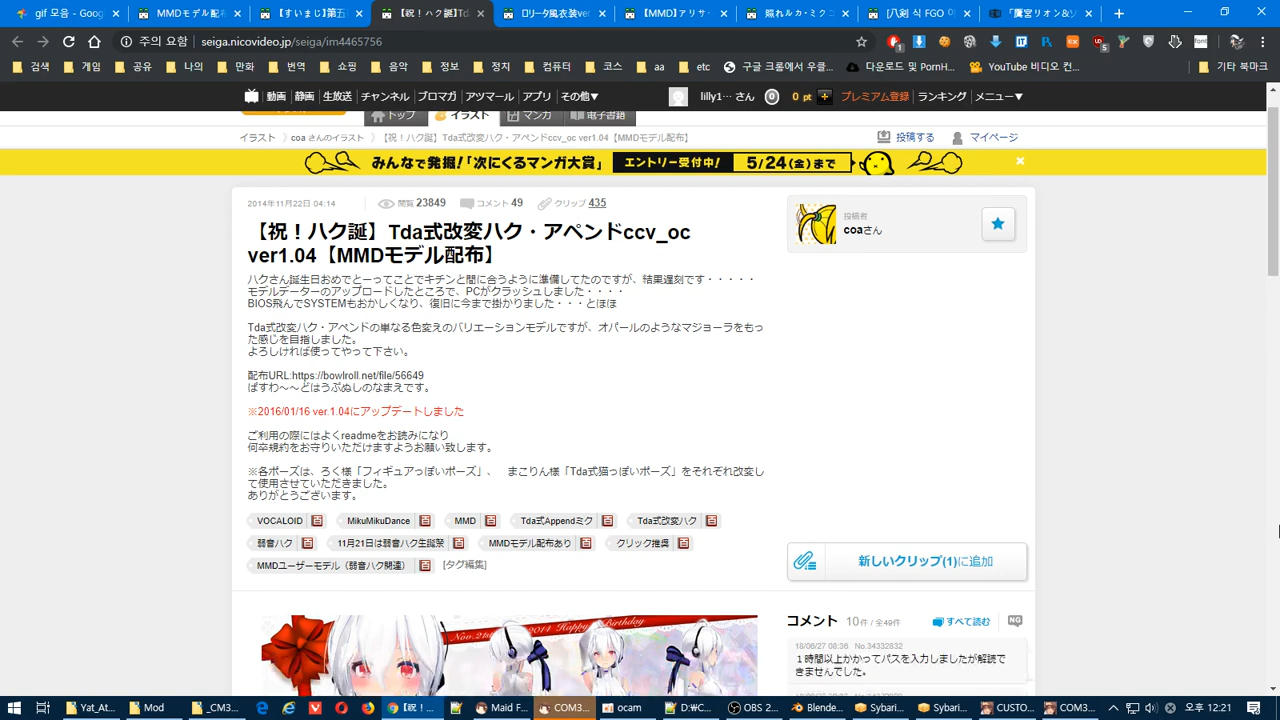 gif 모음 - Goog
MMDモデル配布
【すいまじ】第五
【祝！ハク誕】Tda
ロリータ風衣装ver
【MMD】アリサ・
照れルカ・ミク・コ
[八剣 식 FGO 이
「鷹宮リオン&ソ
주의 요함
seiga.nicovideo.jp/seiga/im4465756
검색 게임 공유 나의 만화 번역 쇼핑 음악 정보 정치 컴퓨터 코스 aa etc 구글 크롬에서 우클... 다운로드 및 PornH... YouTube 비디오 컨... 기타 북마크
動画 静画 生放送 チャンネル ブロマガ アツマール アプリ その他▼ lilly1… さん 0 0 pt + プレミアム登録 ランキング メニュー▼
トップ イラスト マンガ 電子書籍
イラスト coa さんのイラスト 【祝！ハク誕】Tda式改変ハク・アペンドccv_oc ver1.04【MMDモデル配布】 投稿する マイページ
みんなで発掘！「次にくるマンガ大賞」 エントリー受付中！ 5/24(金)まで
2014年11月22日 04:14 閲覧 23849 コメント 49 クリップ 435
【祝！ハク誕】Tda式改変ハク・アペンドccv_oc
ver1.04【MMDモデル配布】
投稿者
coaさん
ハクさん誕生日おめでとーってことでキチンと間に合うように準備してたのですが、結果遅刻です・・・・・
モデルデーターのアップロードしたところで、PCがクラッシュしました・・・・
BIOS飛んでSYSTEMもおかしくなり、復旧に今まで掛かりました・・・とほほ
Tda式改変ハク・アペンドの単なる色変えのバリエーションモデルですが、オパールのようなマジョーラをもっ
た感じを目指しました。
よろしければ使ってやって下さい。
配布URL:https://bowlroll.net/file/56649
ぱすわ～～どはうぷぬしのなまえです。
※2016/01/16 ver.1.04にアップデートしました
ご利用の際にはよくreadmeをお読みになり
何卒規約をお守りいただけますようお願い致します。
※各ポーズは、ろく様「フィギュアっぽいポーズ」、 まこりん様「Tda式猫っぽいポーズ」をそれぞれ改変し
て使用させていただきました。
ありがとうございます。
VOCALOID MikuMikuDance MMD Tda式Appendミク Tda式改変ハク
弱音ハク 11月21日は弱音ハク生誕祭 MMDモデル配布あり クリック推奨
MMDユーザーモデル（弱音ハク関連） [タグ編集]
新しいクリップ(1)に追加
Nov.21st 2014 Happy Birthday
コメント 10件 / 全49件 すべて読む NG
18/06/27 08:36 No.34332832
１時間以上かかってパスを入力しましたが解読で
きませんでした。
Yat_At... Mod _CM3... 【祝！... Maid F... COM3... ocam D:₩C... OBS 2... Blende... Sybari... Sybari... CUSTO... COM3... 오후 12:21